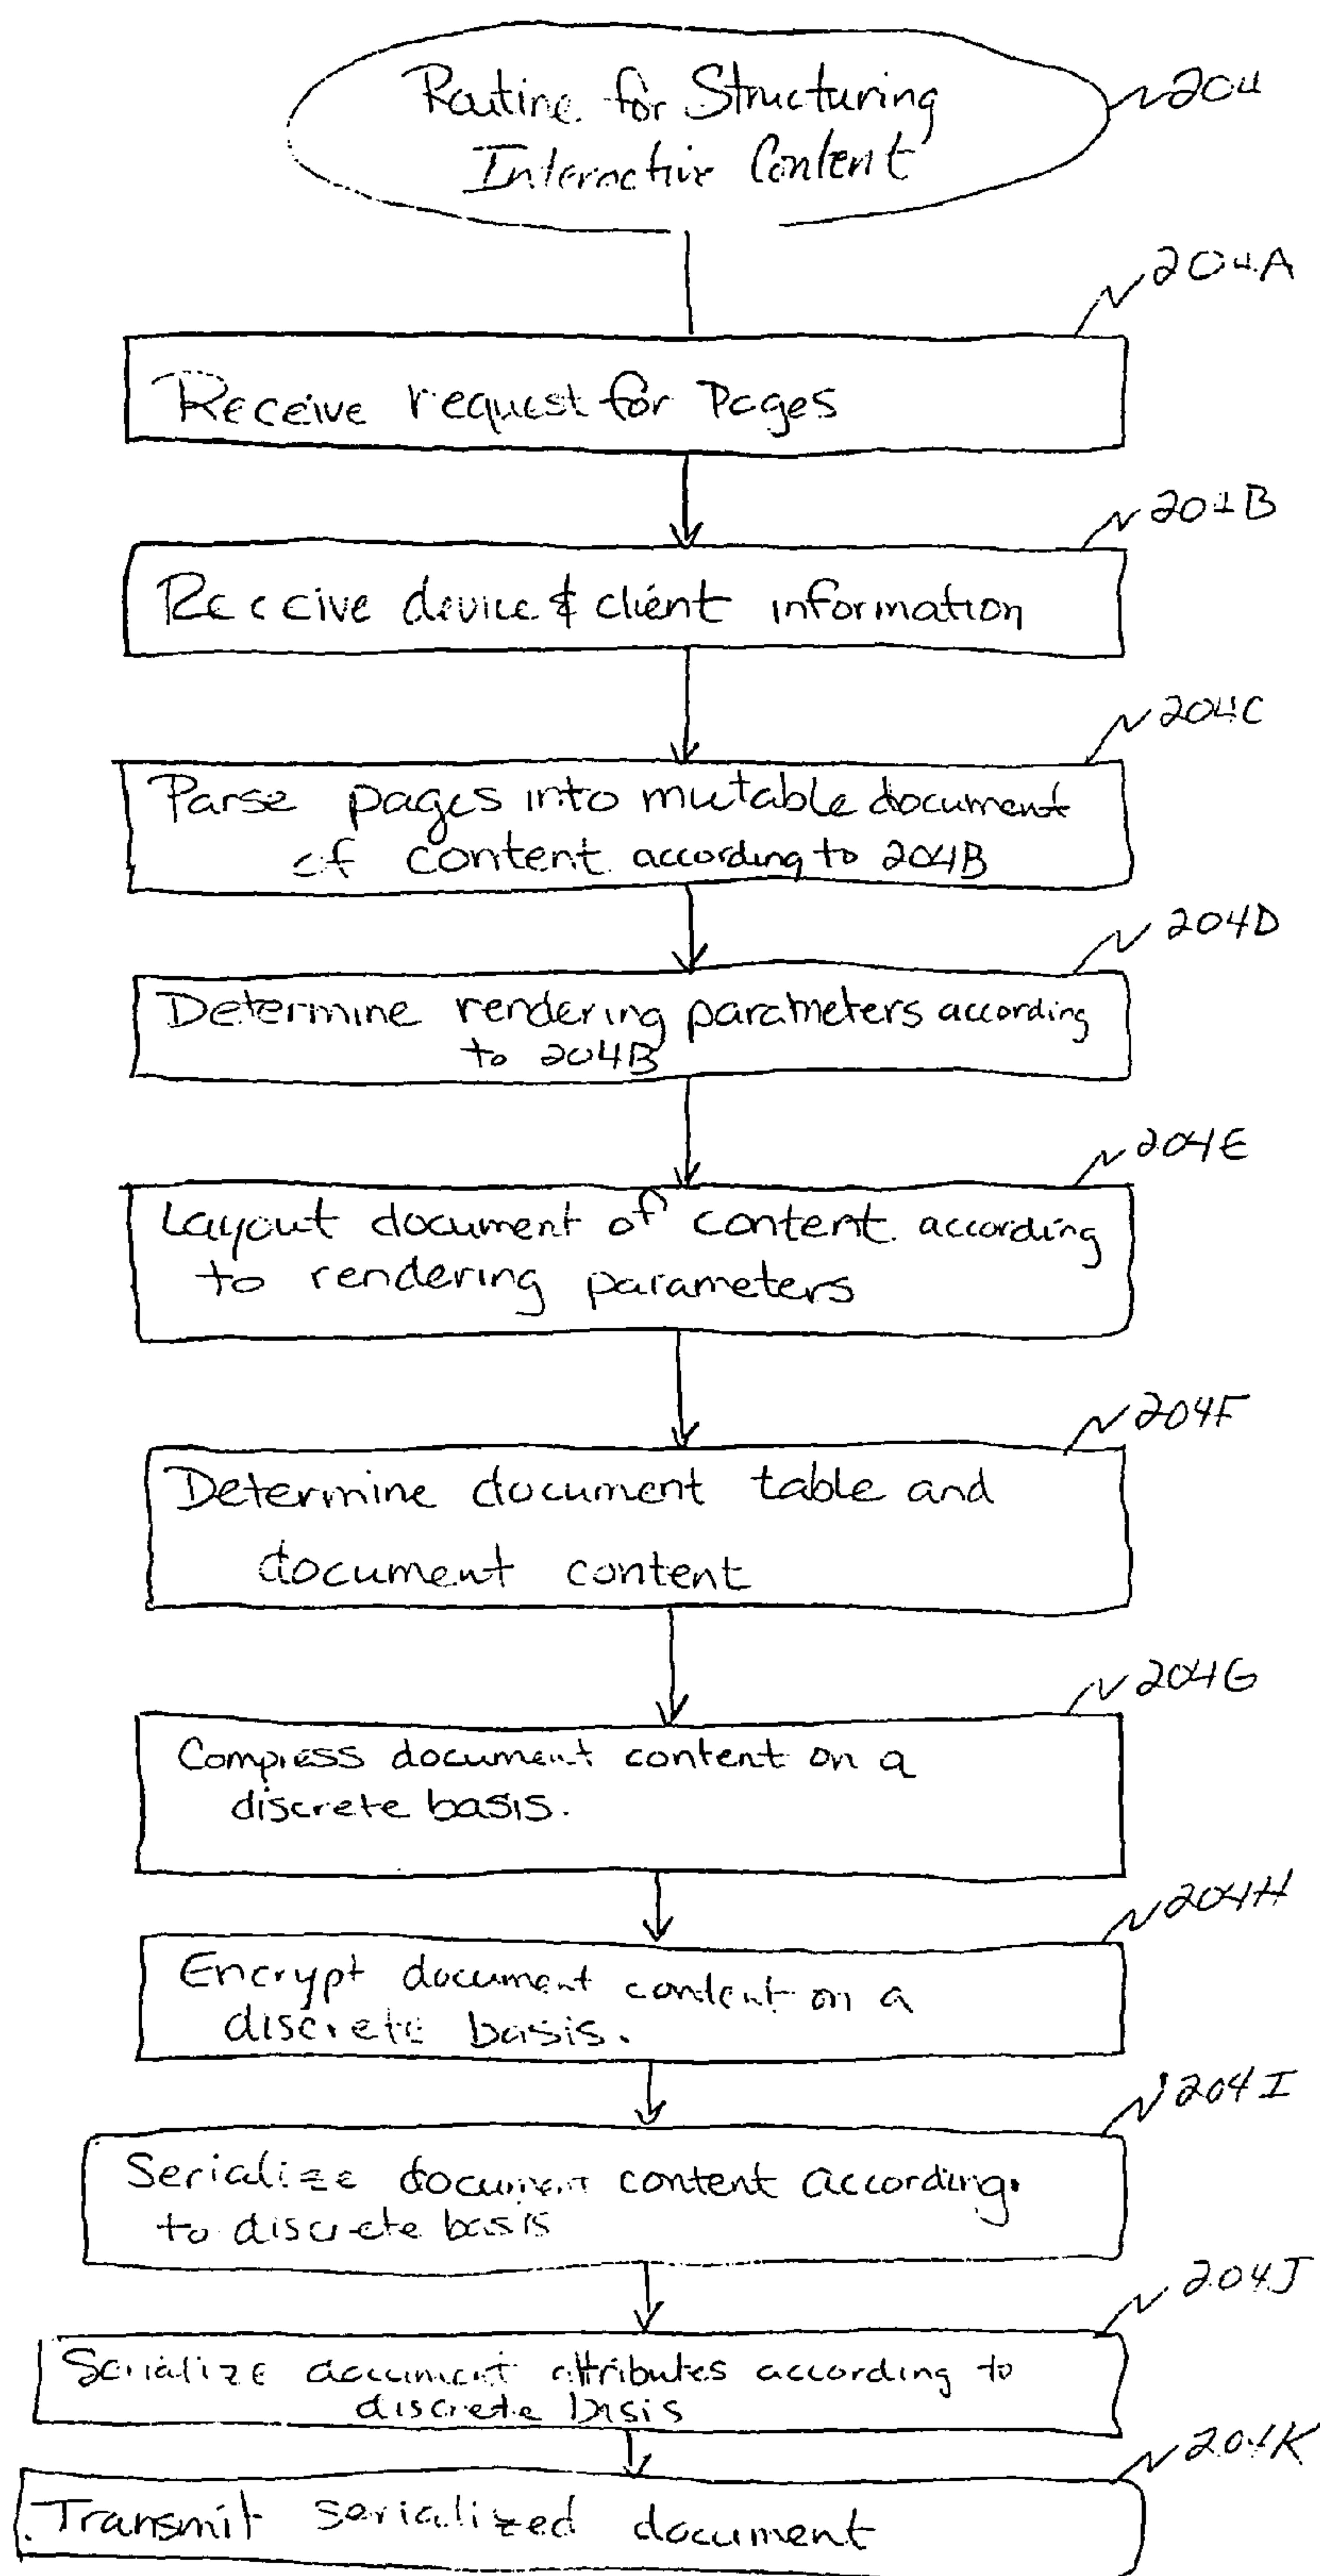 Routine for Structuring
Interactive Content
204
204A
Receive request for Pages
204B
Receive device & client information
204C
Parse pages into mutable document
of content according to 204B
204D
Determine rendering parameters according
to 204B
204E
Layout document of content according
to rendering parameters
204F
Determine document table and
document content
204G
Compress document content on a
discrete basis.
204H
Encrypt document content on a
discrete basis.
204I
Serialize document content according
to discrete basis
204J
Serialize document attributes according to
discrete basis
204K
Transmit serialized document